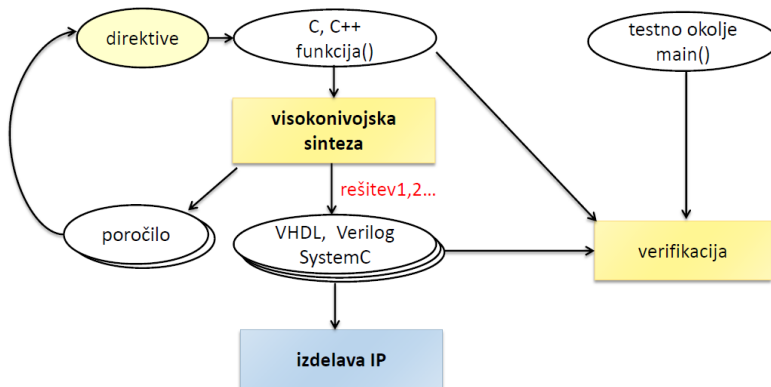 direktive
C, C++
funkcija()
testno okolje
main()
visokonivojska
sinteza
rešitev1,2...
poročilo
VHDL, Verilog
SystemC
verifikacija
izdelava IP